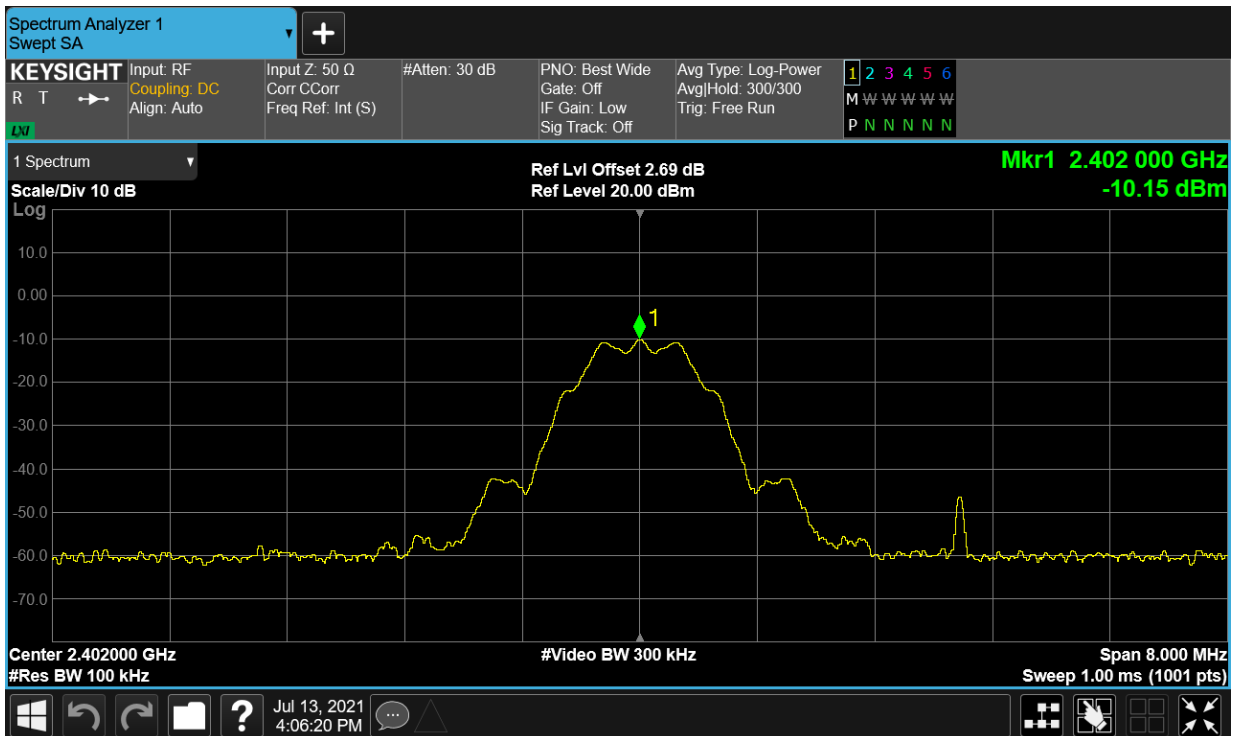 Spectrum Analyzer 1
Swept SA
KEYSIGHT
R T
LXI
Input: RF
Coupling: DC
Align: Auto
Input Z: 50 Ω
Corr CCorr
Freq Ref: Int (S)
#Atten: 30 dB
PNO: Best Wide
Gate: Off
IF Gain: Low
Sig Track: Off
Avg Type: Log-Power
Avg|Hold: 300/300
Trig: Free Run
1 2 3 4 5 6
M W W W W W
P N N N N N
1 Spectrum
Scale/Div 10 dB
Log
Ref Lvl Offset 2.69 dB
Ref Level 20.00 dBm
Mkr1 2.402 000 GHz
-10.15 dBm
10.0
0.00
-10.0
-20.0
-30.0
-40.0
-50.0
-60.0
-70.0
1
Center 2.402000 GHz
#Res BW 100 kHz
#Video BW 300 kHz
Span 8.000 MHz
Sweep 1.00 ms (1001 pts)
?
Jul 13, 2021
4:06:20 PM